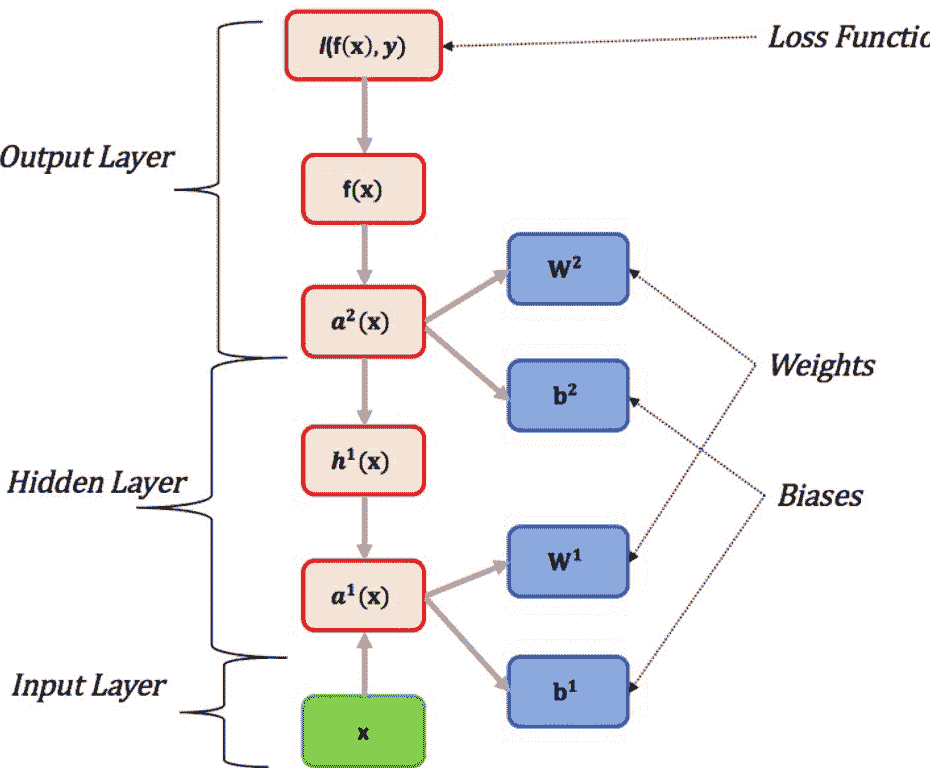 l(f(x), y)
Loss Functio
Output Layer
f(x)
W²
a²(x)
Weights
b²
h¹(x)
Hidden Layer
Biases
W¹
a¹(x)
Input Layer
b¹
x